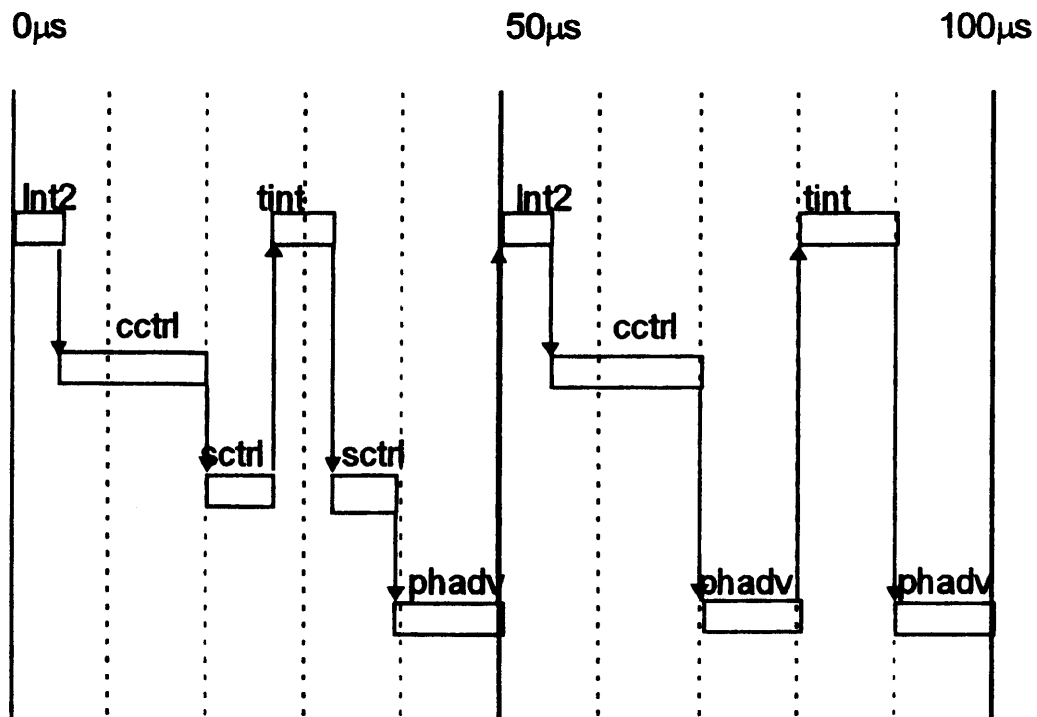 0µs 50µs 100µs
Int2 tint Int2 tint
cctrl cctrl
sctrl sctrl
phadv phadv phadv